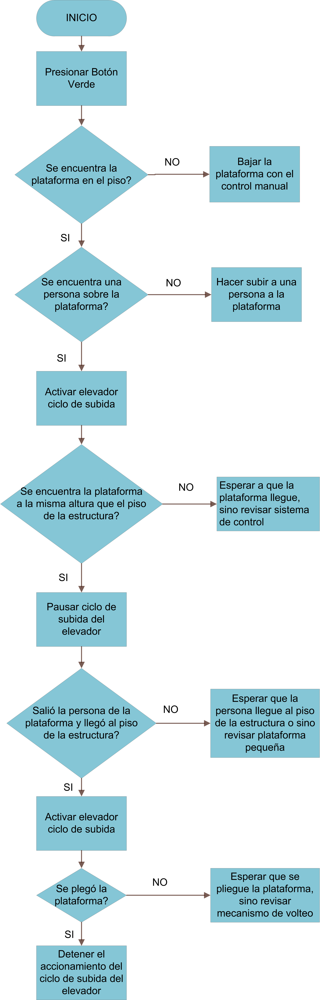 INICIO
Presionar Botón
Verde
Se encuentra la
plataforma en el piso?
NO
Bajar la
plataforma con el
control manual
SI
Se encuentra una
persona sobre la
plataforma?
NO
Hacer subir a una
persona a la
plataforma
SI
Activar elevador
ciclo de subida
Se encuentra la plataforma
a la misma altura que el piso
de la estructura?
NO
Esperar a que la
plataforma llegue,
sino revisar sistema
de control
SI
Pausar ciclo de
subida del
elevador
Salió la persona de la
plataforma y llegó al piso
de la estructura?
NO
Esperar que la
persona llegue al piso
de la estructura o sino
revisar plataforma
pequeña
SI
Activar elevador
ciclo de subida
Se plegó la
plataforma?
NO
Esperar que se
pliegue la plataforma,
sino revisar
mecanismo de volteo
SI
Detener el
accionamiento del
ciclo de subida del
elevador